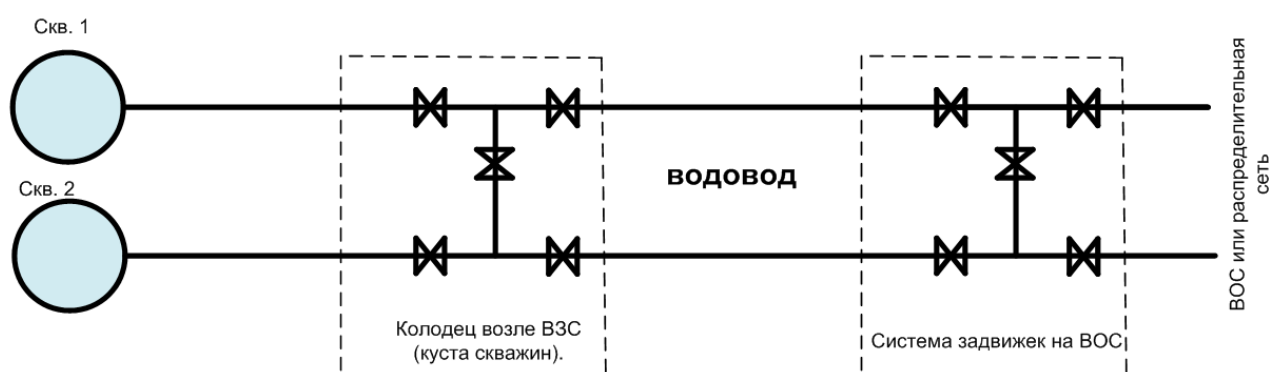 Скв. 1
Скв. 2
водовод
Колодец возле ВЗС
(куста скважин).
Система задвижек на ВОС
ВОС или распределительная
сеть